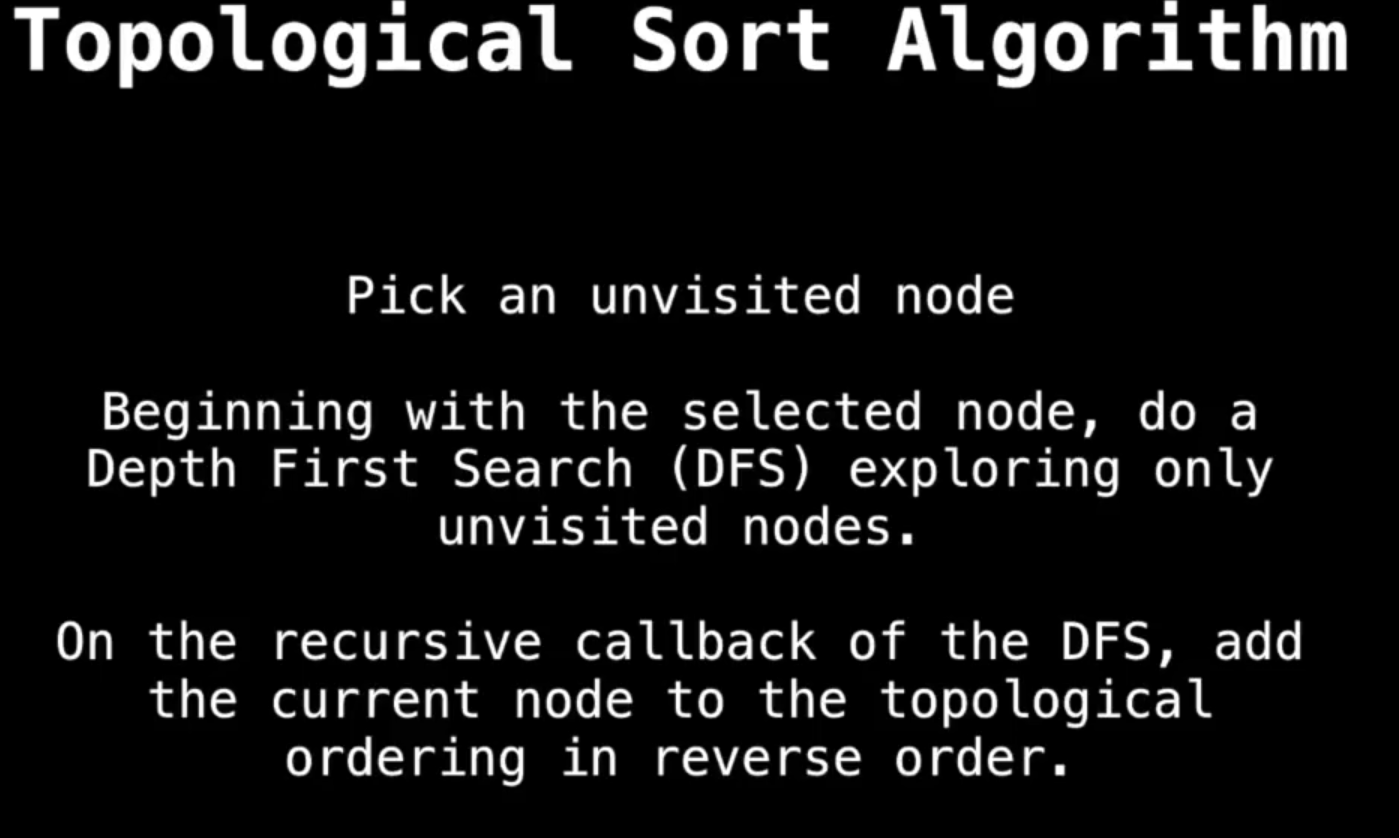 Topological Sort Algorithm
Pick an unvisited node
Beginning with the selected node, do a
Depth First Search (DFS) exploring only
unvisited nodes.
On the recursive callback of the DFS, add
the current node to the topological
ordering in reverse order.